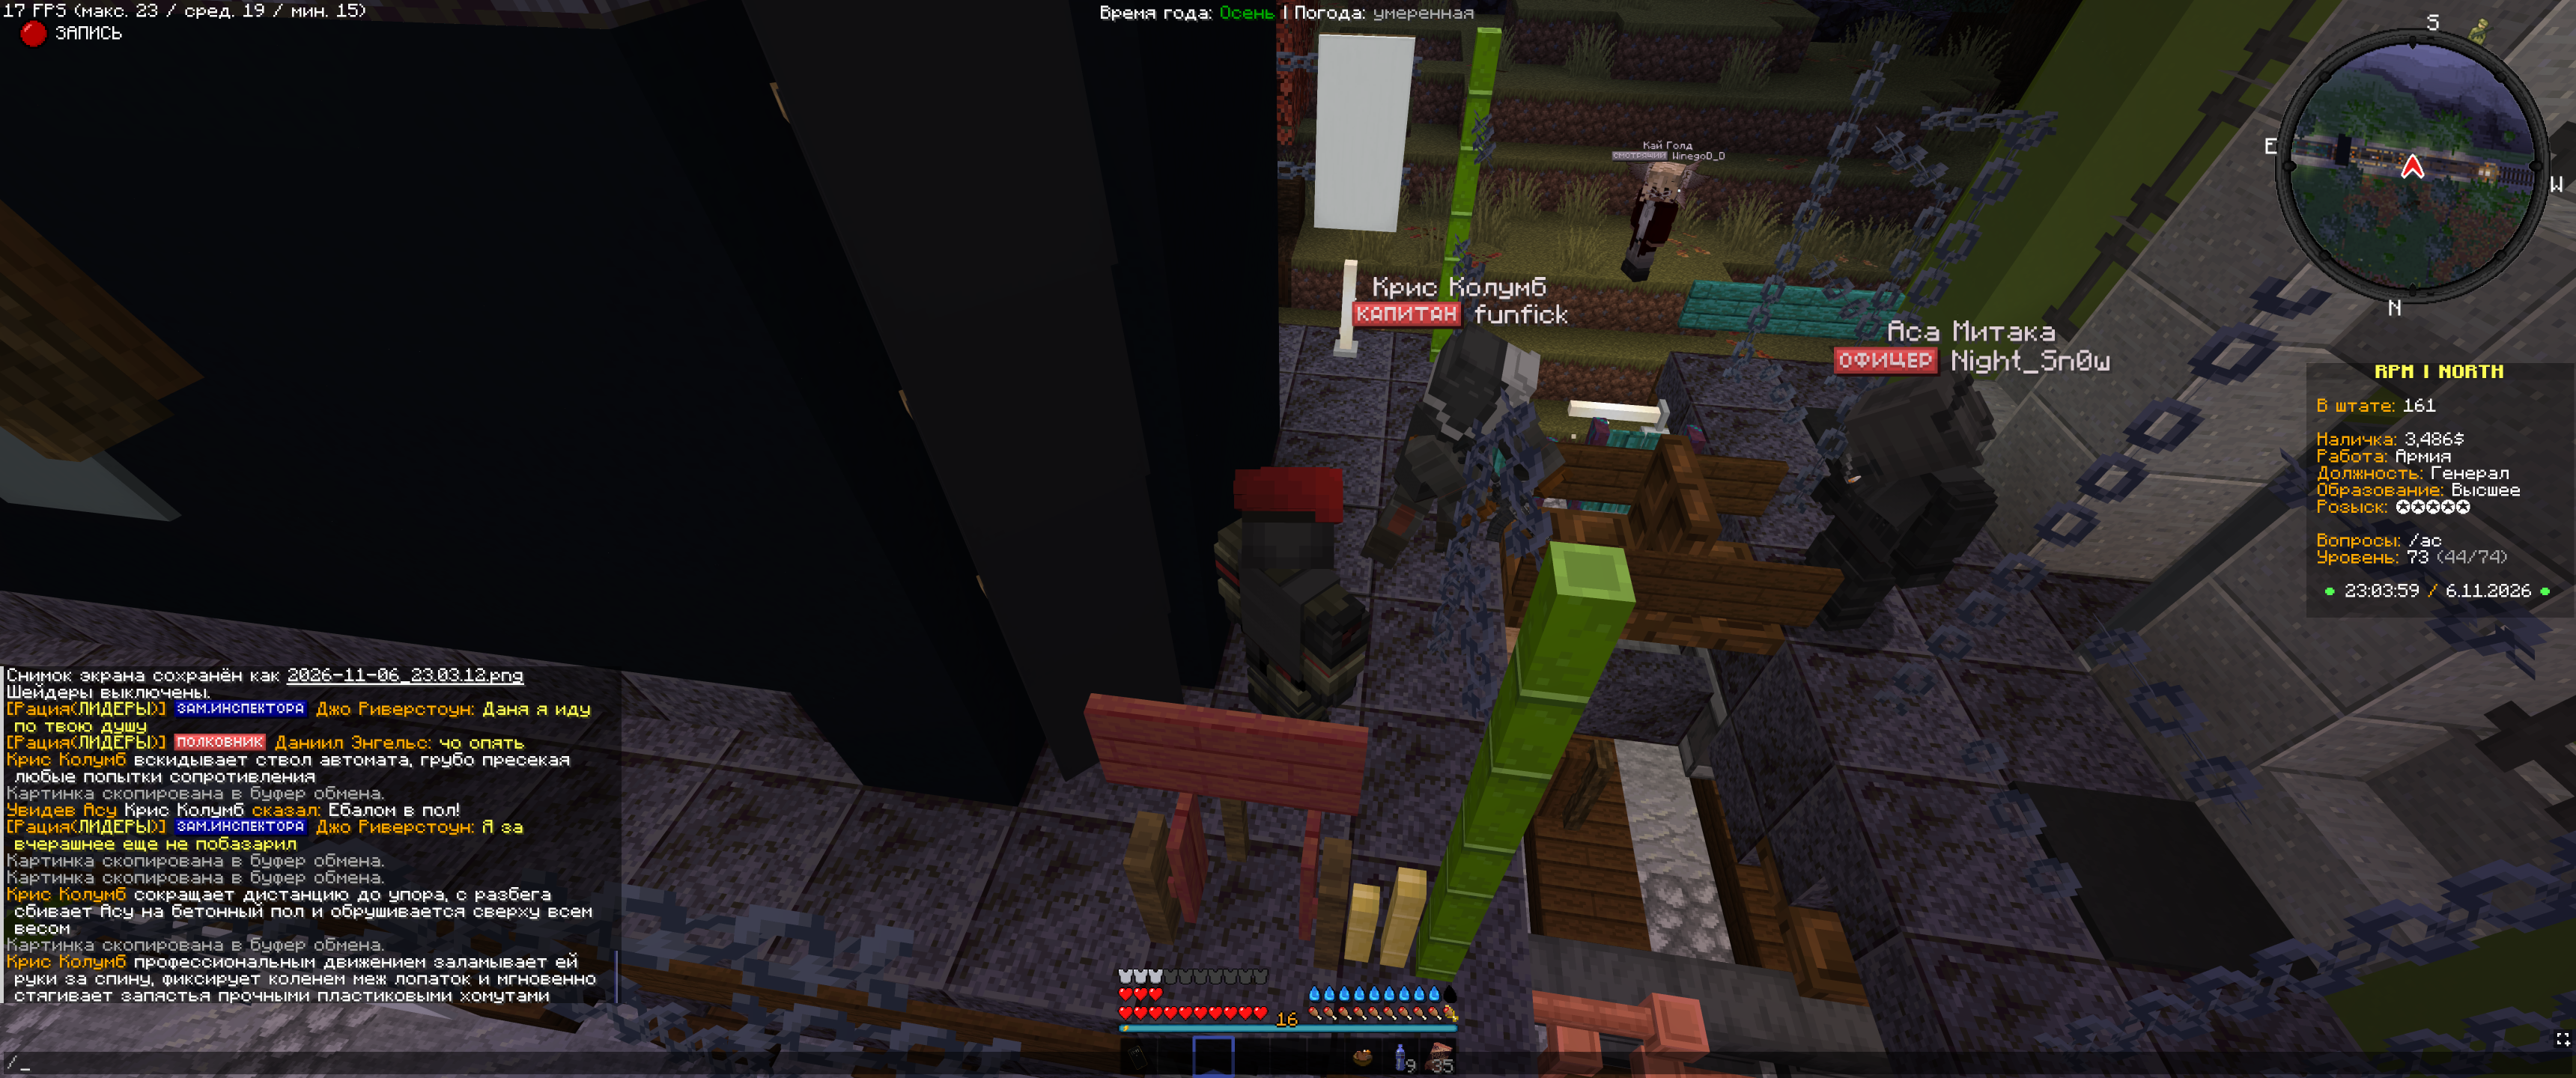 17 FPS (макс. 23 / сред. 19 / мин. 15)
ЗАПИСЬ
Время года: Осень | Погода: умеренная
S
E
W
N
Кай Голд
СМОТРЯЩИЙ WinegoD_D
Крис Колумб
КАПИТАН funfick
Аса Митака
ОФИЦЕР Night_Sn0w
RPM | NORTH
В штате: 161
Наличка: 3,486$
Работа: Армия
Должность: Генерал
Образование: Высшее
Розыск: ✪✪✪✪✪
Вопросы: /ac
Уровень: 73 (44/74)
● 23:03:59 / 6.11.2026 ●
Снимок экрана сохранён как 2026-11-06_23.03.12.png
Шейдеры выключены.
[Рация(ЛИДЕРЫ)] ЗАМ.ИНСПЕКТОРА Джо Риверстоун: Даня я иду
по твою душу
[Рация(ЛИДЕРЫ)] ПОЛКОВНИК Даниил Энгельс: чо опять
Крис Колумб вскидывает ствол автомата, грубо пресекая
любые попытки сопротивления
Картинка скопирована в буфер обмена.
Увидев Асу Крис Колумб сказал: Ебалом в пол!
[Рация(ЛИДЕРЫ)] ЗАМ.ИНСПЕКТОРА Джо Риверстоун: Я за
вчерашнее еще не побазарил
Картинка скопирована в буфер обмена.
Картинка скопирована в буфер обмена.
Крис Колумб сокращает дистанцию до упора, с разбега
сбивает Асу на бетонный пол и обрушивается сверху всем
весом
Картинка скопирована в буфер обмена.
Крис Колумб профессиональным движением заламывает ей
руки за спину, фиксирует коленем меж лопаток и мгновенно
стягивает запястья прочными пластиковыми хомутами
16
9
35
/_